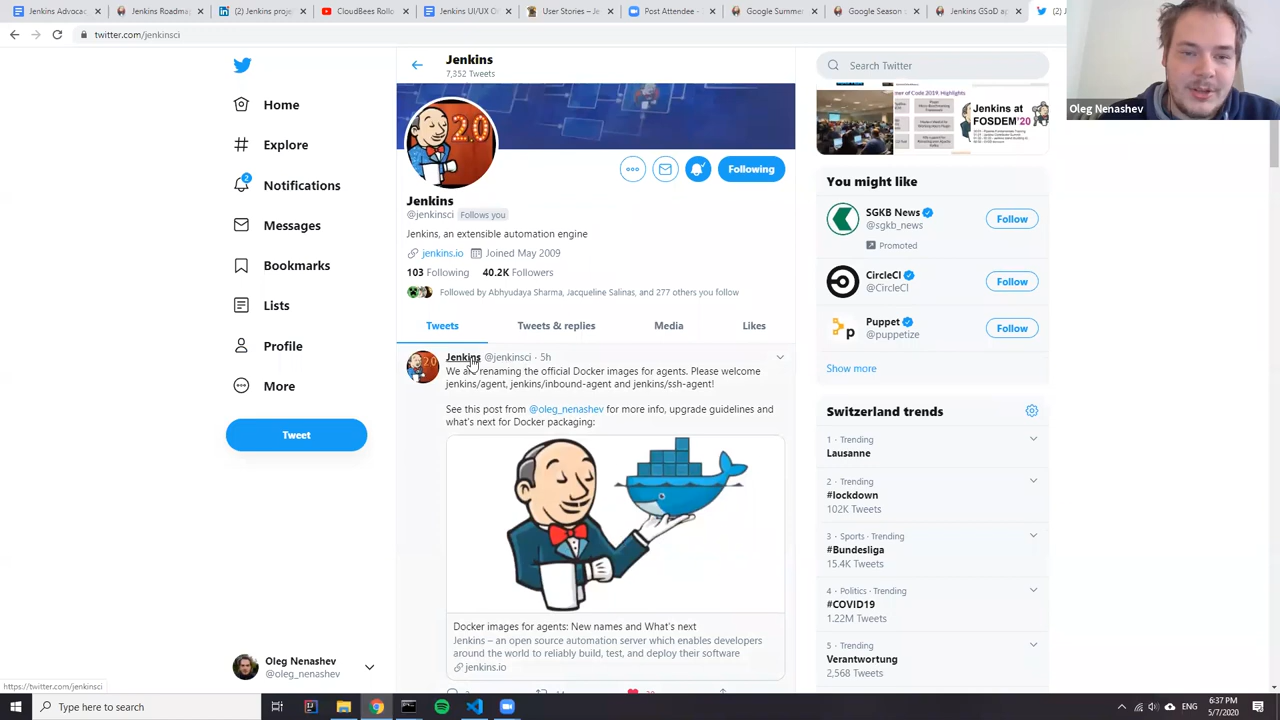 Jenkins Advocac
Jenkins Roadmap
(2) Jenkins proje
CloudBees Rollo
Jenkins UI/UX O
User Stories – Je
Post Attendee -
Google Summe
Google Season
Jenkins GSoD a
twitter.com/jenkinsci
Oleg Nenashev
Home
Explore
2
Notifications
Messages
Bookmarks
Lists
Profile
More
Tweet
Oleg Nenashev
@oleg_nenashev
Jenkins
7,352 Tweets
2.0
Following
Jenkins
@jenkinsci Follows you
Jenkins, an extensible automation engine
jenkins.io Joined May 2009
103 Following 40.2K Followers
Followed by Abhyudaya Sharma, Jacqueline Salinas, and 277 others you follow
Tweets Tweets & replies Media Likes
Jenkins @jenkinsci · 5h
We are renaming the official Docker images for agents. Please welcome
jenkins/agent, jenkins/inbound-agent and jenkins/ssh-agent!
See this post from @oleg_nenashev for more info, upgrade guidelines and
what's next for Docker packaging:
Docker images for agents: New names and What's next
Jenkins – an open source automation server which enables developers
around the world to reliably build, test, and deploy their software
jenkins.io
Search Twitter
Jenkins at
FOSDEM'20
You might like
SGKB News
@sgkb_news
Follow
Promoted
CircleCI
@CircleCI
Follow
Puppet
@puppetize
Follow
Show more
Switzerland trends
1 · Trending
Lausanne
2 · Trending
#lockdown
102K Tweets
3 · Sports · Trending
#Bundesliga
15.4K Tweets
4 · Politics · Trending
#COVID19
1.22M Tweets
5 · Trending
Verantwortung
2,568 Tweets
https://twitter.com/jenkinsci
Type here to search
ENG
6:37 PM
5/7/2020